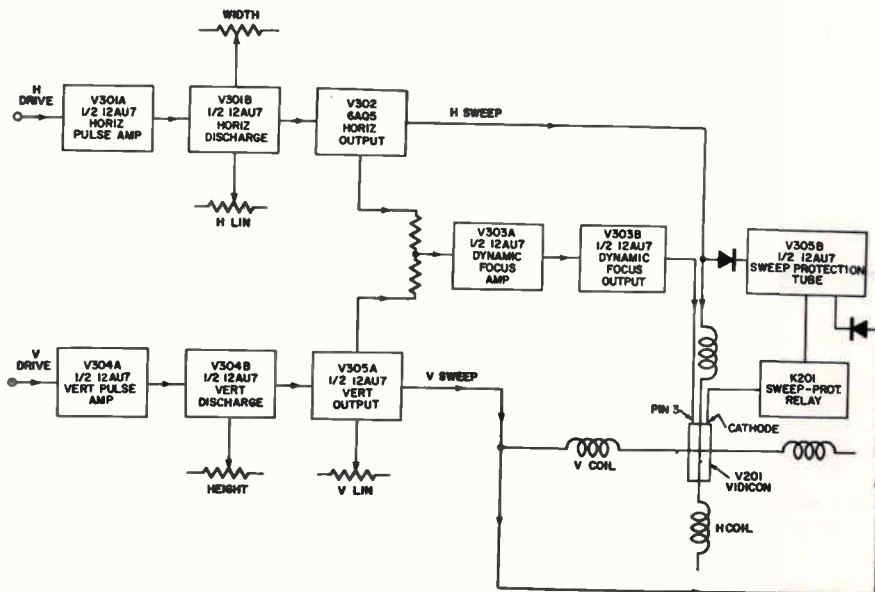 WIDTH
H
DRIVE
V301A
1/2 12AU7
HORIZ
PULSE AMP
V301B
1/2 12AU7
HORIZ
DISCHARGE
V302
6AQ5
HORIZ
OUTPUT
H SWEEP
H LIN
V303A
1/2 12AU7
DYNAMIC
FOCUS
AMP
V303B
1/2 12AU7
DYNAMIC
FOCUS
OUTPUT
V305B
1/2 12AU7
SWEEP PROTECTION
TUBE
V
DRIVE
V304A
1/2 12AU7
VERT PULSE
AMP
V304B
1/2 12AU7
VERT
DISCHARGE
V305A
1/2 12AU7
VERT
OUTPUT
V SWEEP
K201
SWEEP-PROT.
RELAY
PIN 3
CATHODE
V COIL
V201
VIDICON
HEIGHT
V LIN
H COIL